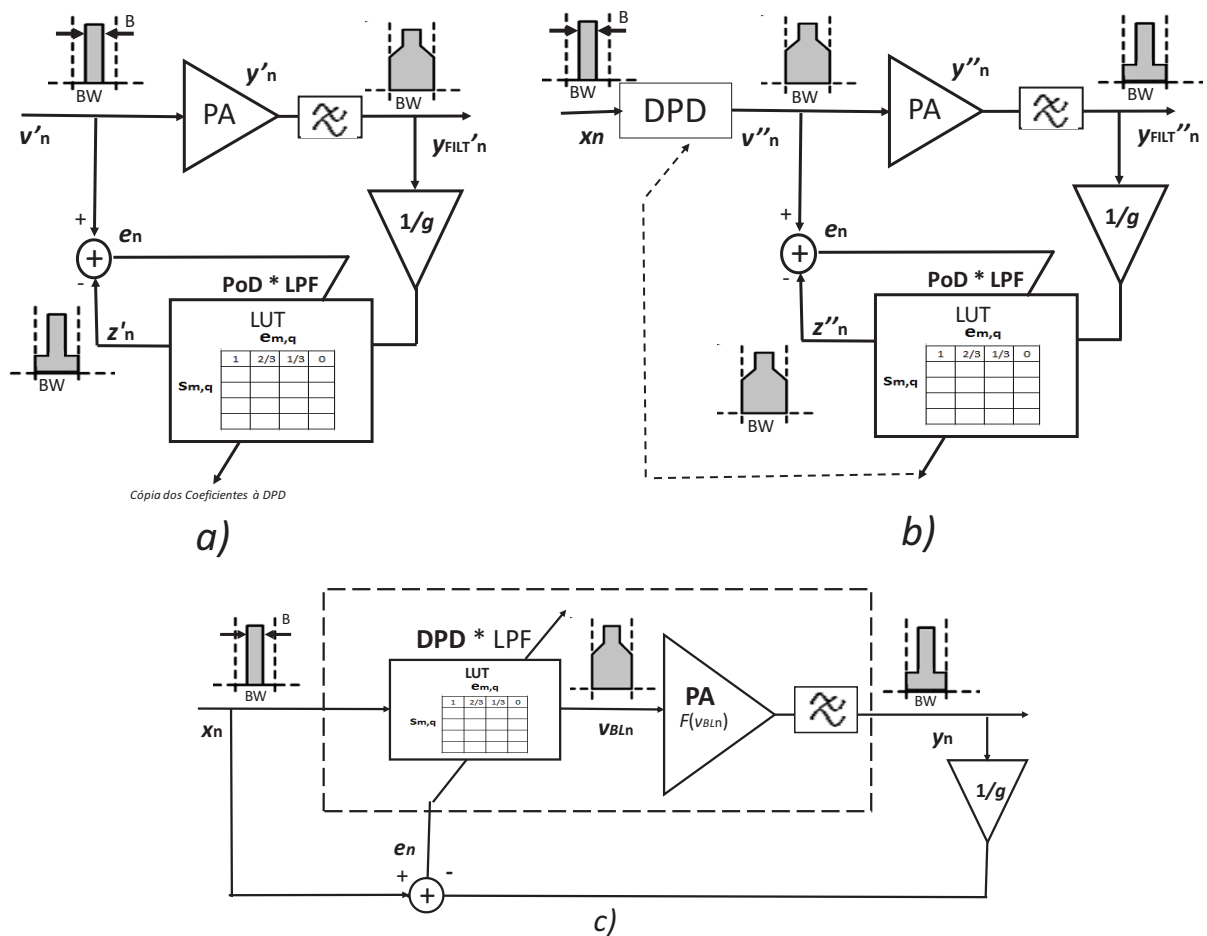 B
BW
v'n
PA
y'n
BW
yFILT'n
1/g
+
en
+
-
PoD * LPF
z'n
LUT
em,q
1 2/3 1/3 0
sm,q
BW
Cópia dos Coeficientes à DPD
a)
B
BW
xn
DPD
BW
v''n
PA
y''n
BW
yFILT''n
1/g
+
en
+
-
PoD * LPF
z''n
LUT
em,q
1 2/3 1/3 0
sm,q
BW
b)
B
BW
xn
DPD * LPF
LUT
em,q
1 2/3 1/3 0
sm,q
BW
vBLn
PA
F(vBLn)
BW
yn
1/g
en
+
-
+
c)